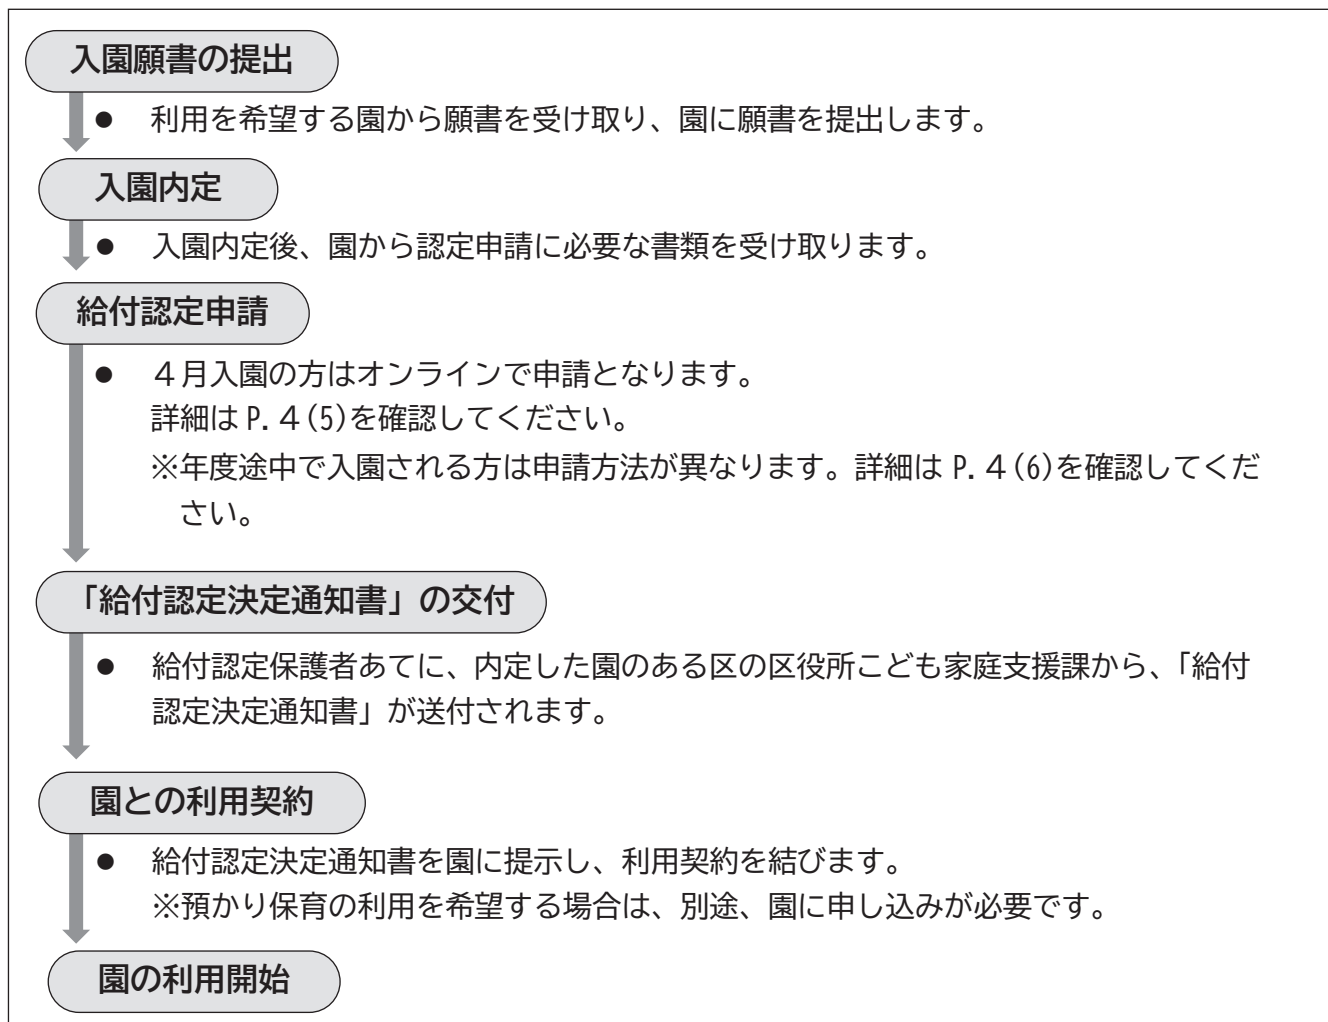 入園願書の提出
● 利用を希望する園から願書を受け取り、園に願書を提出します。
入園内定
● 入園内定後、園から認定申請に必要な書類を受け取ります。
給付認定申請
● 4月入園の方はオンラインで申請となります。
詳細は P.4(5)を確認してください。
※年度途中で入園される方は申請方法が異なります。詳細は P.4(6)を確認してくだ
さい。
「給付認定決定通知書」の交付
● 給付認定保護者あてに、内定した園のある区の区役所こども家庭支援課から、「給付
認定決定通知書」が送付されます。
園との利用契約
● 給付認定決定通知書を園に提示し、利用契約を結びます。
※預かり保育の利用を希望する場合は、別途、園に申し込みが必要です。
園の利用開始